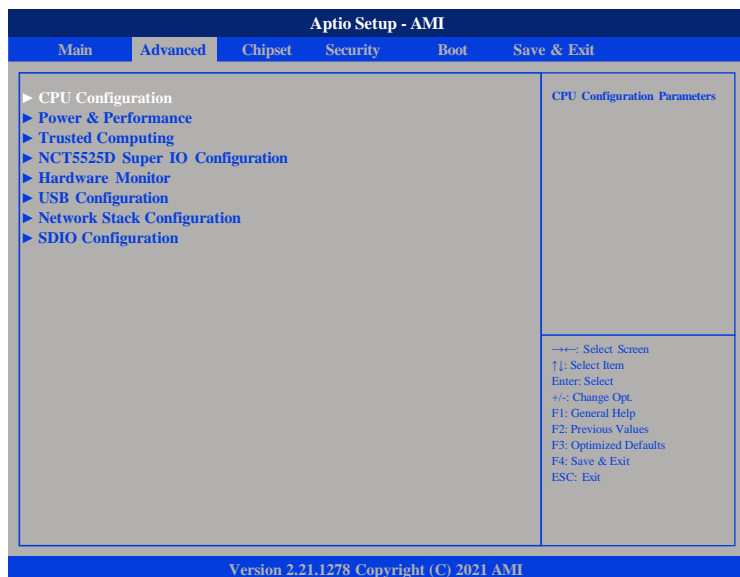 Aptio Setup - AMI
Main Advanced Chipset Security Boot Save & Exit
► CPU Configuration
► Power & Performance
► Trusted Computing
► NCT5525D Super IO Configuration
► Hardware Monitor
► USB Configuration
► Network Stack Configuration
► SDIO Configuration
CPU Configuration Parameters
→←: Select Screen
↑↓: Select Item
Enter: Select
+/-: Change Opt.
F1: General Help
F2: Previous Values
F3: Optimized Defaults
F4: Save & Exit
ESC: Exit
Version 2.21.1278 Copyright (C) 2021 AMI